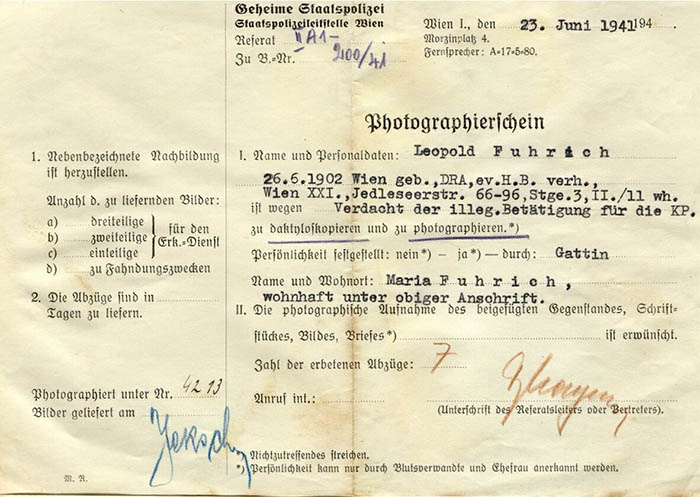 Geheime Staatspolizei
Staatspolizeileitstelle Wien
Referat II A1-
Zu B.=Nr. 200/41
Wien I., den 23. Juni 1941 194
Morzinplatz 4.
Fernsprecher: A=17=5=80.
Photographierschein
1. Nebenbezeichnete Nachbildung
ist herzustellen.
Anzahl d. zu liefernden Bilder:
a) dreiteilige
b) zweiteilige
c) einteilige
für den
Erk.=Dienst
d) zu Fahndungszwecken
2. Die Abzüge sind in
Tagen zu liefern.
Photographiert unter Nr. 4213
Bilder geliefert am
M. R.
I. Name und Personaldaten: Leopold Fuhrich
26.6.1902 Wien geb.,DRA,ev.H.B. verh.,
Wien XXI.,Jedleseerstr. 66-96,Stge.3,II./11 wh.
ist wegen Verdacht der illeg.Betätigung für die KP.
zu daktyloskopieren und zu photographieren.*)
Persönlichkeit festgestellt: nein*) – ja*) – durch: Gattin
Name und Wohnort: Maria Fuhrich,
wohnhaft unter obiger Anschrift.
II. Die photographische Aufnahme des beigefügten Gegenstandes, Schrift-
stückes, Bildes, Briefes*) ist erwünscht.
Zahl der erbetenen Abzüge: 7
Anruf int.:
(Unterschrift des Referatsleiters oder Vertreters).
Nichtzutreffendes streichen.
*) Persönlichkeit kann nur durch Blutsverwandte und Ehefrau anerkannt werden.